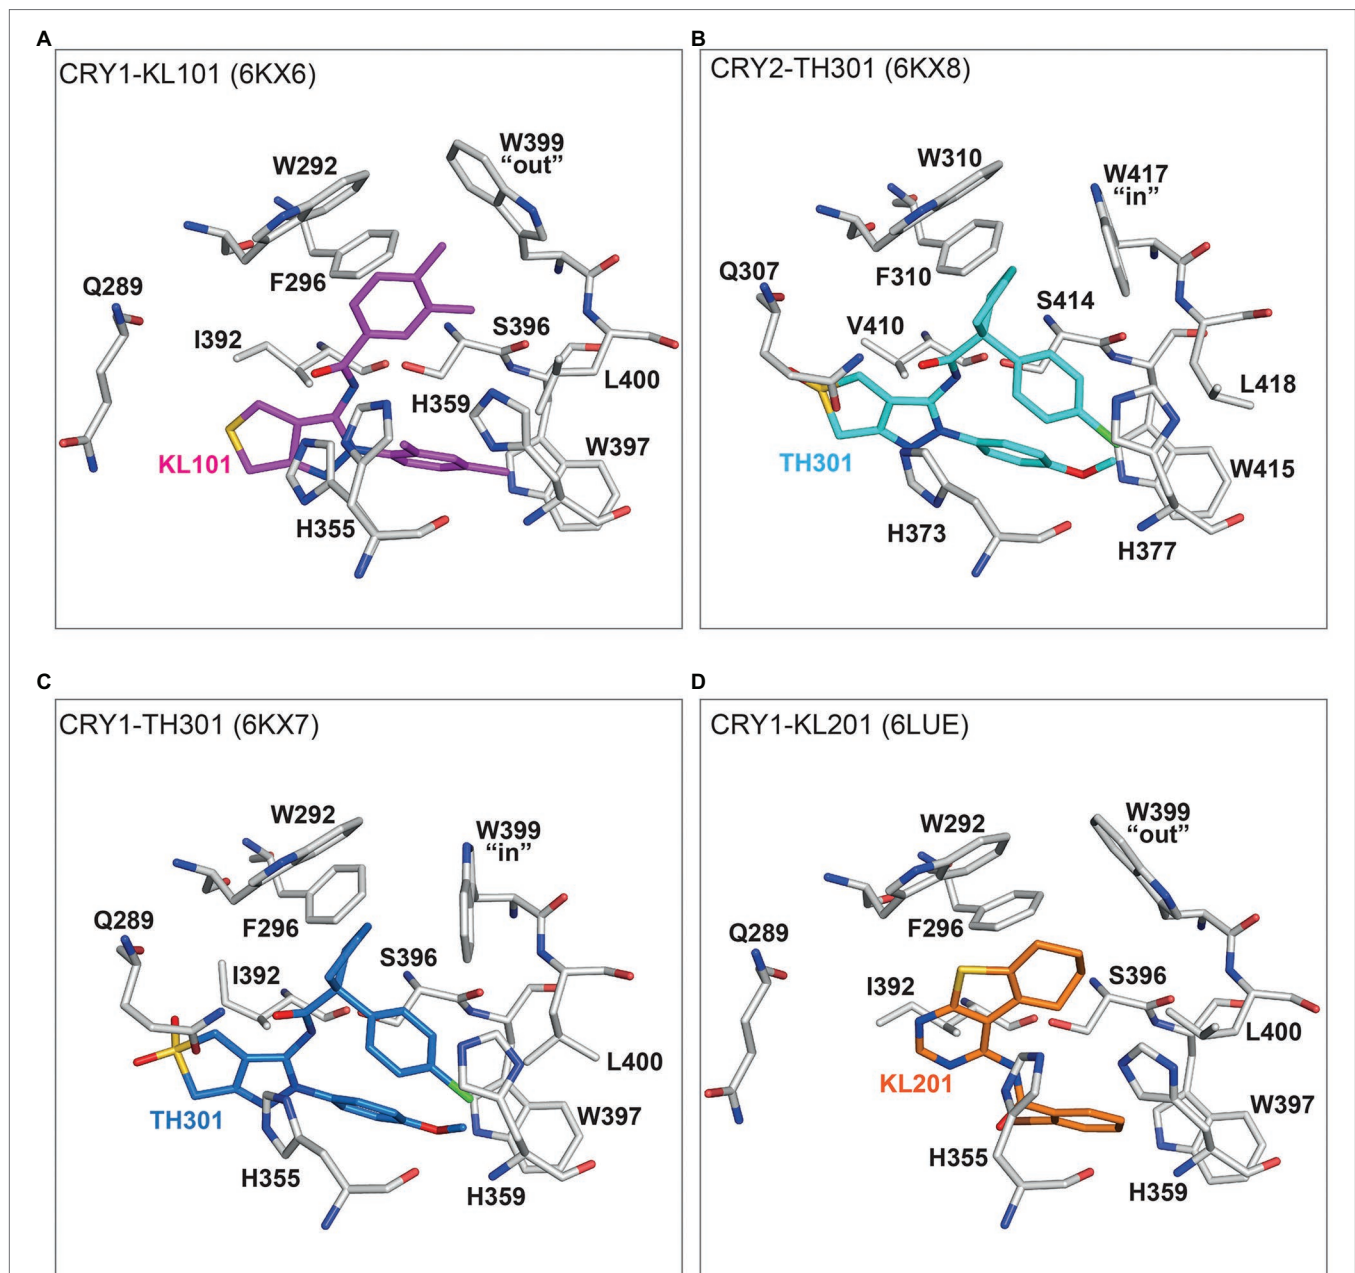 A
CRY1-KL101 (6KX6)
W399
“out”
W292
Q289
F296
I392
S396
H359
L400
KL101
W397
H355
B
CRY2-TH301 (6KX8)
W310
W417
“in”
Q307
F310
S414
V410
L418
TH301
W415
H373
H377
C
CRY1-TH301 (6KX7)
W292
W399
“in”
Q289
F296
S396
I392
L400
TH301
W397
H355
H359
D
CRY1-KL201 (6LUE)
W399
“out”
W292
Q289
F296
S396
I392
L400
KL201
W397
H355
H359